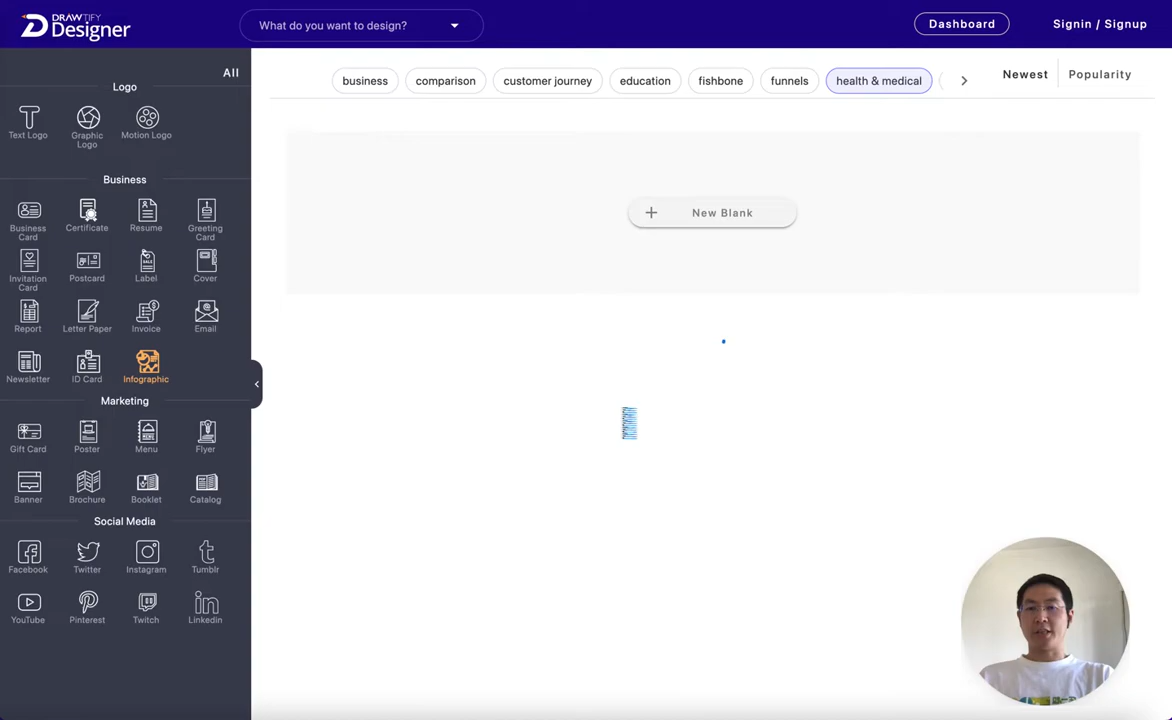 DRAWTIFY
Designer
What do you want to design?
Dashboard
Signin / Signup
All
business
comparison
customer journey
education
fishbone
funnels
health & medical
Newest
Popularity
New Blank
Logo
Text Logo
Graphic
Logo
Motion Logo
Business
Business
Card
Certificate
Resume
Greeting
Card
Invitation
Card
Postcard
Label
Cover
Report
Letter Paper
Invoice
Email
Newsletter
ID Card
Infographic
Marketing
Gift Card
Poster
Menu
Flyer
Banner
Brochure
Booklet
Catalog
Social Media
Facebook
Twitter
Instagram
Tumblr
YouTube
Pinterest
Twitch
Linkedin